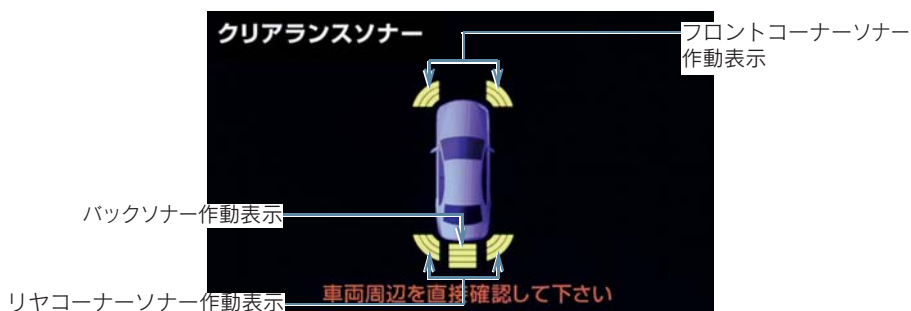 クリアランスソナー
フロントコーナーソナー
作動表示
バックソナー作動表示
リヤコーナーソナー作動表示
車両周辺を直接確認して下さい